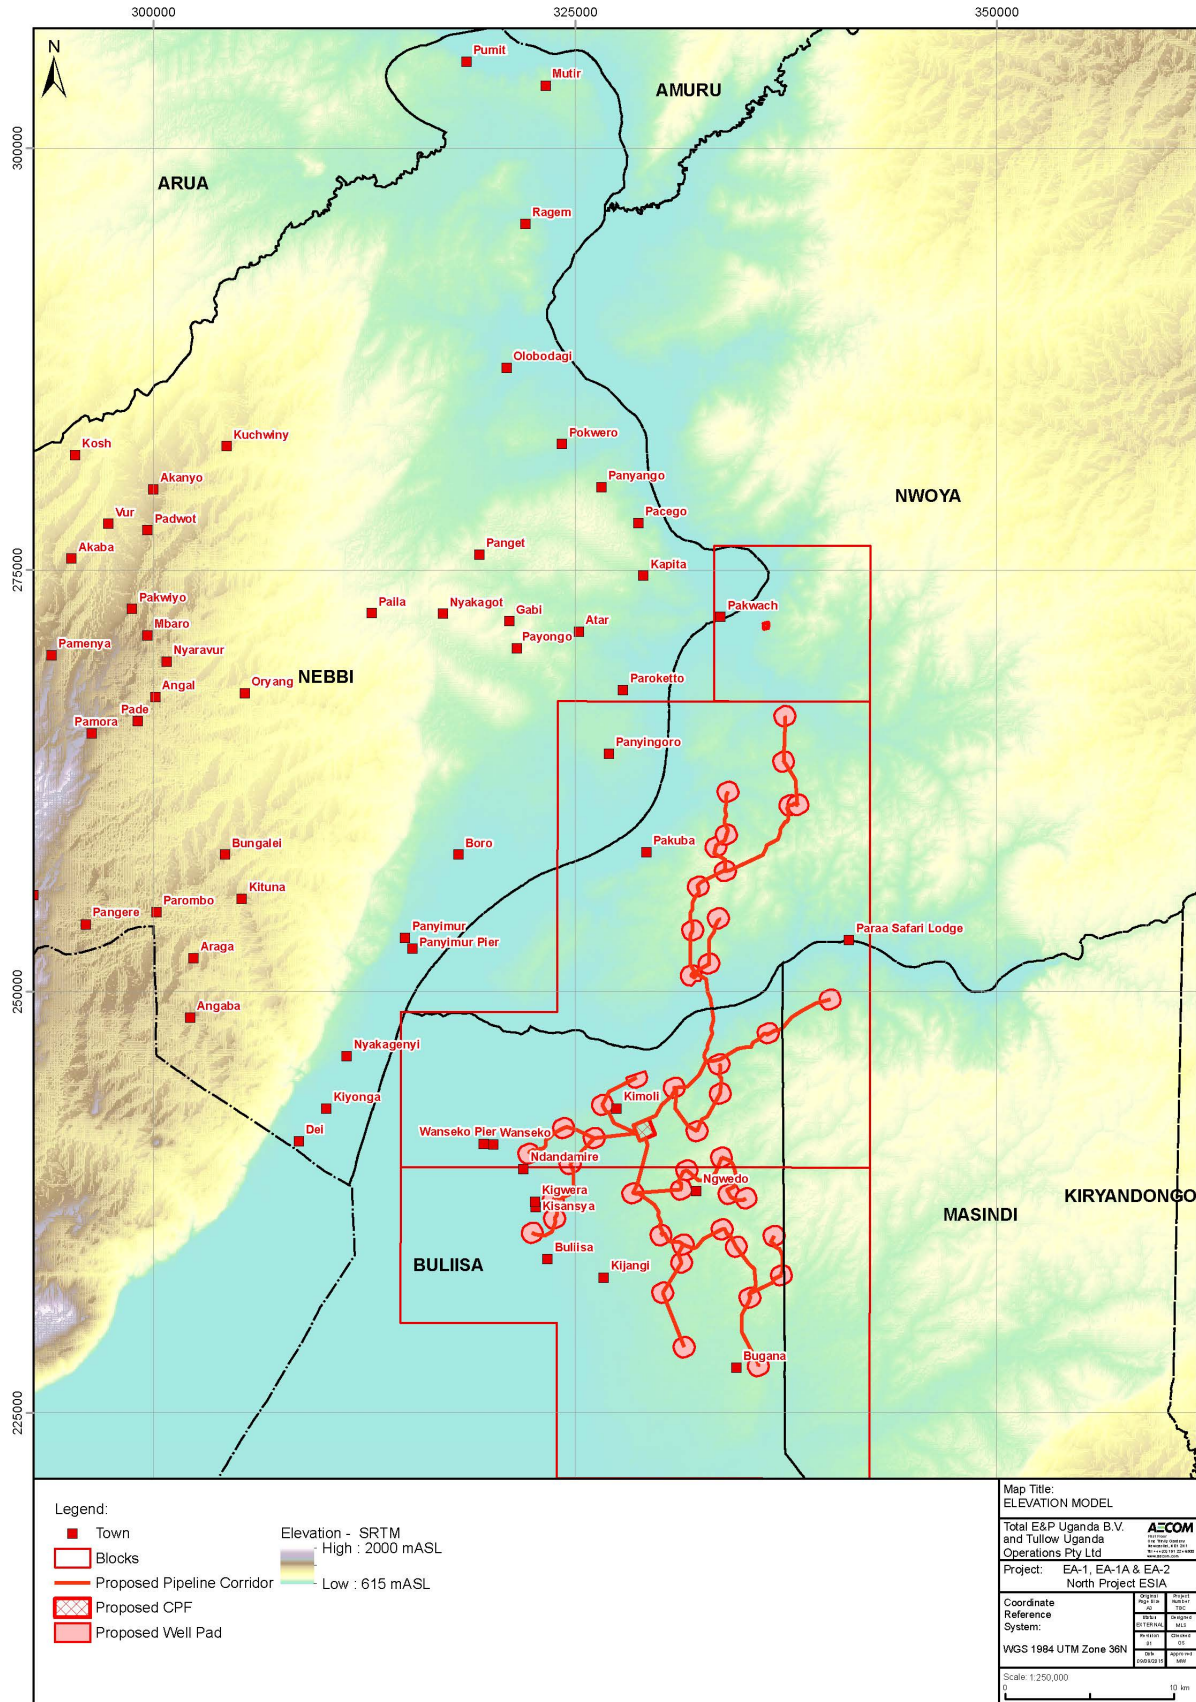 300000
325000
350000
N
Pumit
Mutir
AMURU
300000
ARUA
Ragem
Olobodagi
Kuchwiny
Kosh
Pokwero
Akanyo
Panyango
NWOYA
Vur
Padwot
Pacego
Akaba
Panget
Kapita
275000
Pakwiyo
Paila
Nyakagot
Gabi
Pakwach
Mbaro
Atar
Pamenya
Nyaravur
Payongo
NEBBI
Oryang
Angal
Paroketto
Pade
Pamora
Panyingoro
Bungalei
Boro
Pakuba
Kituna
Pangere
Parombo
Panyimur
Panyimur Pier
Paraa Safari Lodge
Araga
250000
Angaba
Nyakagenyi
Kiyonga
Kimoli
Dei
Wanseko Pier
Wanseko
Ndandamire
Ngwedo
Kigwera
Kisansya
KIRYANDONGO
MASINDI
Buliisa
BULIISA
Kijangi
Bugana
225000
Legend:
Town
Blocks
Proposed Pipeline Corridor
Proposed CPF
Proposed Well Pad
Elevation - SRTM
High : 2000 mASL
Low : 615 mASL
Map Title:
ELEVATION MODEL
Total E&P Uganda B.V.
and Tullow Uganda
Operations Pty Ltd
AECOM
Project: EA-1, EA-1A & EA-2
North Project ESIA
Coordinate
Reference
System:
WGS 1984 UTM Zone 36N
Scale: 1:250,000
0
10 km